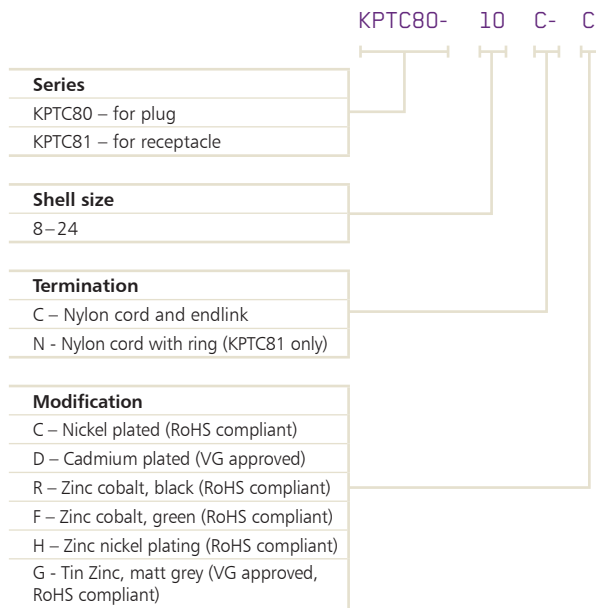 KPTC80- 10 C- C
Series
KPTC80 – for plug
KPTC81 – for receptacle
Shell size
8–24
Termination
C – Nylon cord and endlink
N - Nylon cord with ring (KPTC81 only)
Modification
C – Nickel plated (RoHS compliant)
D – Cadmium plated (VG approved)
R – Zinc cobalt, black (RoHS compliant)
F – Zinc cobalt, green (RoHS compliant)
H – Zinc nickel plating (RoHS compliant)
G - Tin Zinc, matt grey (VG approved,
RoHS compliant)